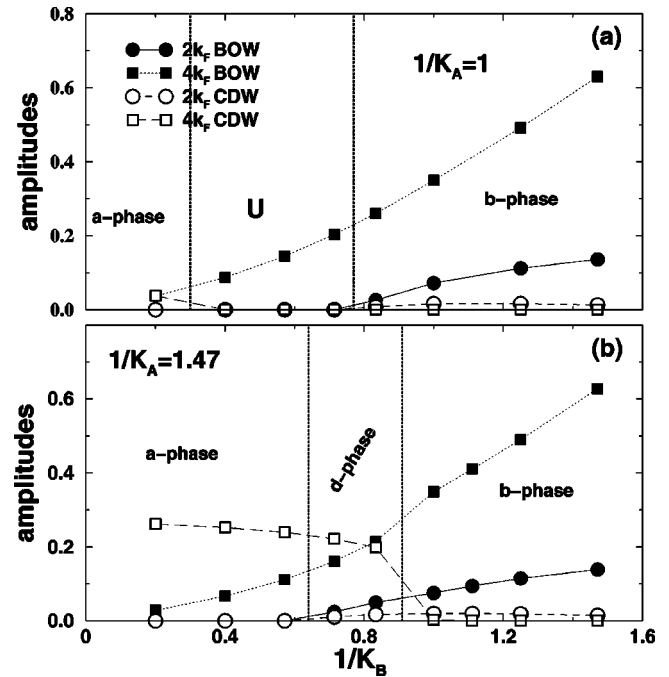 (a)
2k_F BOW
4k_F BOW
2k_F CDW
4k_F CDW
1/K_A=1
a-phase
U
b-phase
amplitudes
0.8
0.6
0.4
0.2
0.0
(b)
1/K_A=1.47
a-phase
d-phase
b-phase
amplitudes
0.6
0.4
0.2
0.0
0 0.4 0.8 1.2 1.6
1/K_B